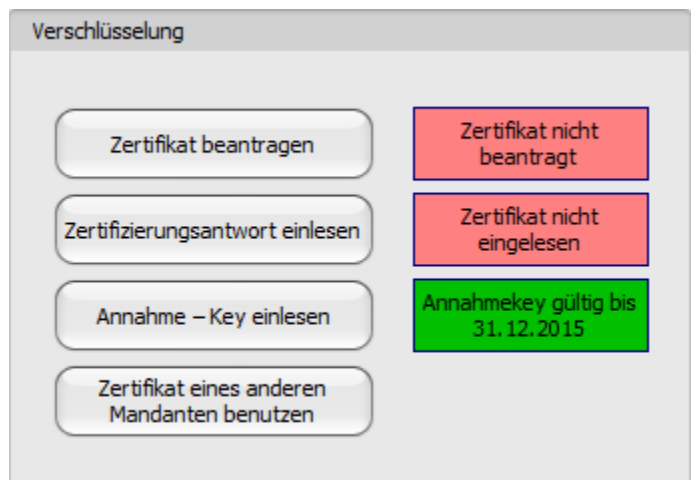 Verschlüsselung
Zertifikat beantragen
Zertifikat nicht
beantragt
Zertifizierungsantwort einlesen
Zertifikat nicht
eingelesen
Annahme – Key einlesen
Annahmekey gültig bis
31.12.2015
Zertifikat eines anderen
Mandanten benutzen